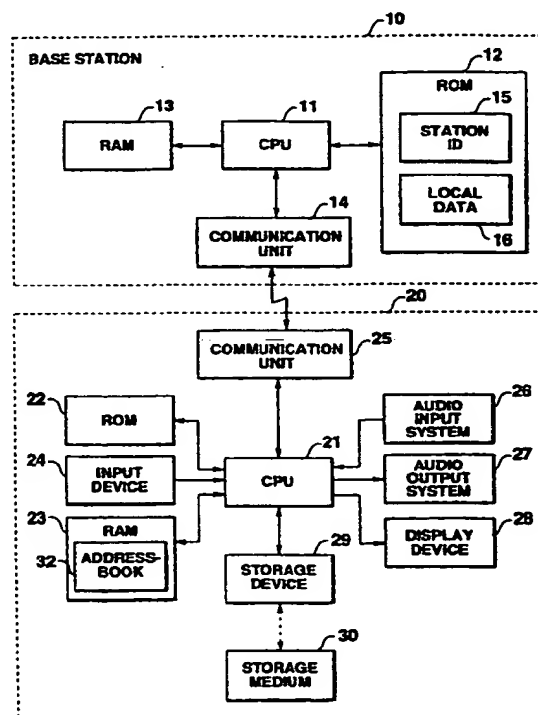 10
BASE STATION
12
ROM
13
RAM
11
CPU
15
STATION
ID
LOCAL
DATA
16
14
COMMUNICATION
UNIT
20
COMMUNICATION
UNIT
25
22
ROM
24
INPUT
DEVICE
23
RAM
32
ADDRESS-
BOOK
21
CPU
26
AUDIO
INPUT
SYSTEM
27
AUDIO
OUTPUT
SYSTEM
28
DISPLAY
DEVICE
29
STORAGE
DEVICE
30
STORAGE
MEDIUM